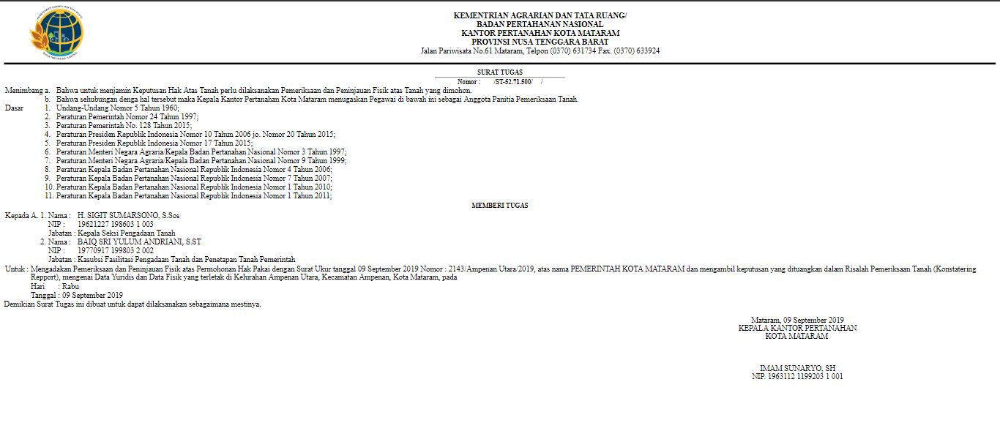 KEMENTRIAN AGRARIAN DAN TATA RUANG/
BADAN PERTAHANAN NASIONAL
KANTOR PERTANAHAN KOTA MATARAM
PROVINSI NUSA TENGGARA BARAT
Jalan Pariwisata No.61 Mataram, Telpon (0370) 631734 Fax. (0370) 633924
SURAT TUGAS
Nomor : /ST-52.71.500/ /
Menimbang a. Bahwa untuk menjamin Keputusan Hak Atas Tanah perlu dilaksanakan Pemeriksaan dan Peninjauan Fisik atas Tanah yang dimohon.
b. Bahwa sehubungan denga hal tersebut maka Kepala Kantor Pertanahan Kota Mataram menugaskan Pegawai di bawah ini sebagai Anggota Panitia Pemeriksaan Tanah.
Dasar 1. Undang-Undang Nomor 5 Tahun 1960;
2. Peraturan Pemerintah Nomor 24 Tahun 1997;
3. Peraturan Pemerintah No. 128 Tahun 2015;
4. Peraturan Presiden Republik Indonesia Nomor 10 Tahun 2006 jo. Nomor 20 Tahun 2015;
5. Peraturan Presiden Republik Indonesia Nomor 17 Tahun 2015;
6. Peraturan Menteri Negara Agraria/Kepala Badan Pertanahan Nasional Nomor 3 Tahun 1997;
7. Peraturan Menteri Negara Agraria/Kepala Badan Pertanahan Nasional Nomor 9 Tahun 1999;
8. Peraturan Kepala Badan Pertanahan Nasional Republik Indonesia Nomor 4 Tahun 2006;
9. Peraturan Kepala Badan Pertanahan Nasional Republik Indonesia Nomor 7 Tahun 2007;
10. Peraturan Kepala Badan Pertanahan Nasional Republik Indonesia Nomor 1 Tahun 2010;
11. Peraturan Kepala Badan Pertanahan Nasional Republik Indonesia Nomor 1 Tahun 2011;
MEMBERI TUGAS
Kepada A. 1. Nama : H. SIGIT SUMARSONO, S.Sos
NIP : 19621227 198603 1 003
Jabatan : Kepala Seksi Pengadaan Tanah
2. Nama : BAIQ SRI YULUM ANDRIANI, S.ST
NIP : 19770917 199803 2 002
Jabatan : Kasubsi Fasilitasi Pengadaan Tanah dan Penetapan Tanah Pemerintah
Untuk : Mengadakan Pemeriksaan dan Peninjauan Fisik atas Permohonan Hak Pakai dengan Surat Ukur tanggal 09 September 2019 Nomor : 2143/Ampenan Utara/2019, atas nama PEMERINTAH KOTA MATARAM dan mengambil keputusan yang dituangkan dalam Risalah Pemeriksaan Tanah (Konstatering
Repport), mengenai Data Yuridis dan Data Fisik yang terletak di Kelurahan Ampenan Utara, Kecamatan Ampenan, Kota Mataram, pada
Hari : Rabu
Tanggal : 09 September 2019
Demikian Surat Tugas ini dibuat untuk dapat dilaksanakan sebagaimana mestinya.
Mataram, 09 September 2019
KEPALA KANTOR PERTANAHAN
KOTA MATARAM
IMAM SUNARYO, SH
NIP. 1963112 1199203 1 001